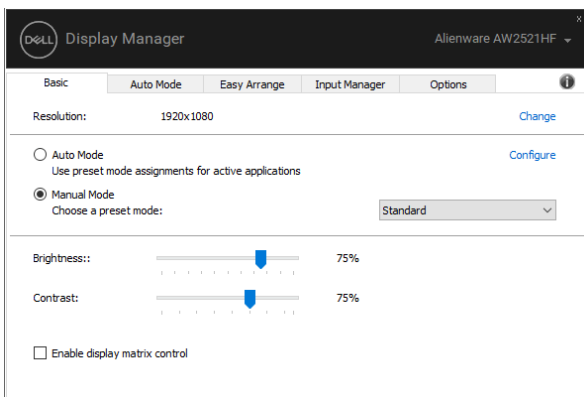 DELL Display Manager Alienware AW2521HF
x
Basic Auto Mode Easy Arrange Input Manager Options i
Resolution: 1920x1080 Change
Auto Mode Configure
Use preset mode assignments for active applications
Manual Mode
Choose a preset mode: Standard
Brightness:: 75%
Contrast: 75%
Enable display matrix control